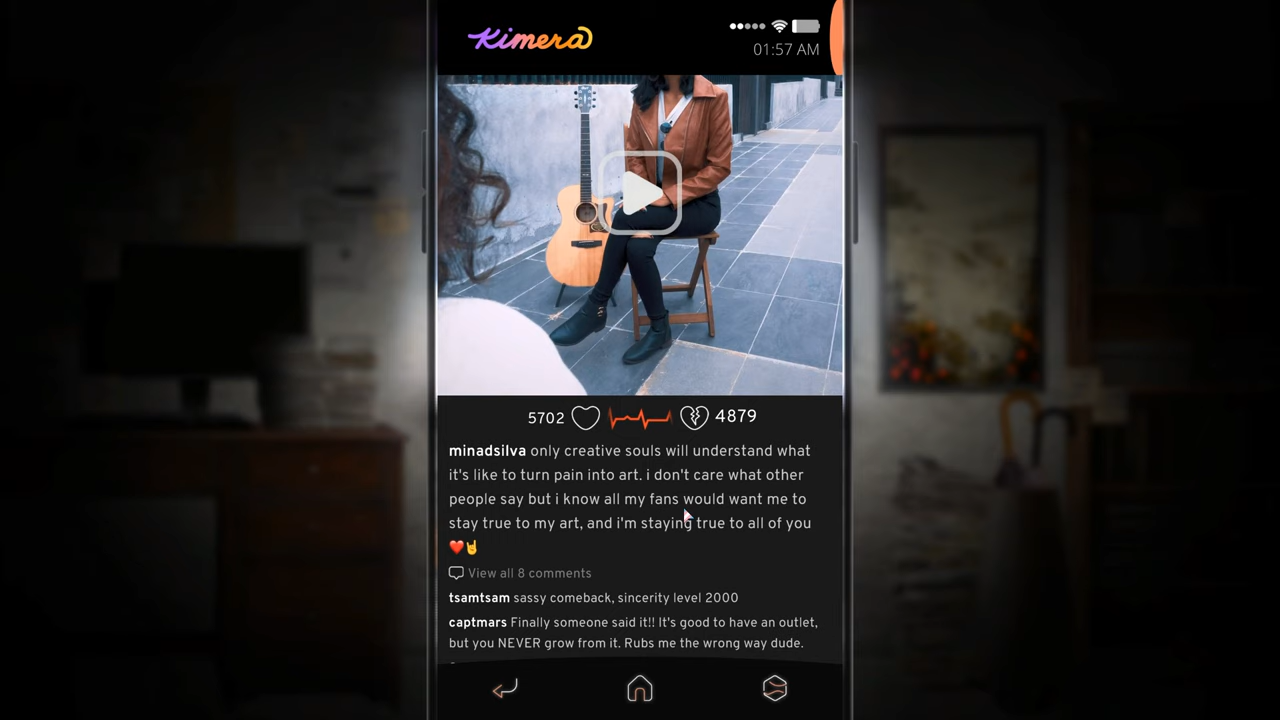 Kimera
01:57 AM
5702
4879
minadsilva only creative souls will understand what
it's like to turn pain into art. i don't care what other
people say but i know all my fans would want me to
stay true to my art, and i'm staying true to all of you
❤️🤘
View all 8 comments
tsamtsam sassy comeback, sincerity level 2000
captmars Finally someone said it!! It's good to have an outlet,
but you NEVER grow from it. Rubs me the wrong way dude.